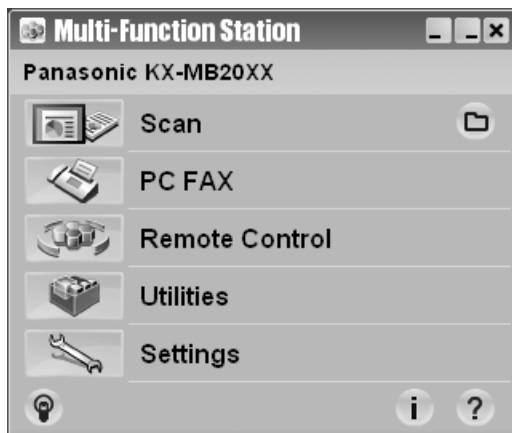 Multi-Function Station
Panasonic KX-MB20XX
Scan
PC FAX
Remote Control
Utilities
Settings
i ?